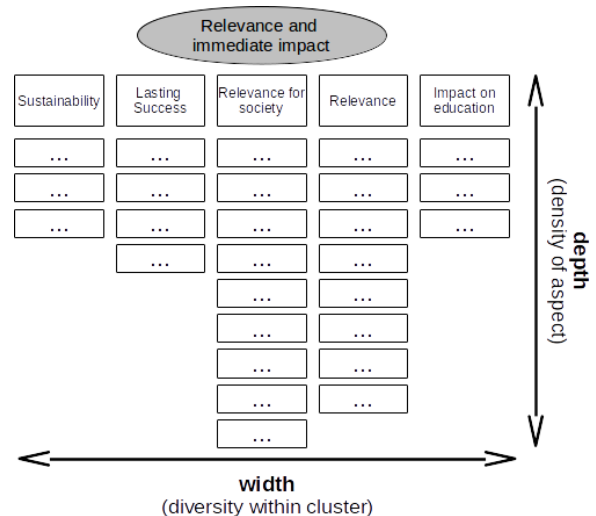 Relevance and
immediate impact
Sustainability
Lasting
Success
Relevance for
society
Relevance
Impact on
education
... ... ... ... ...
... ... ... ... ...
... ... ... ... ...
... ... ...
... ...
... ...
... ...
... ...
...
depth
(density of aspect)
width
(diversity within cluster)